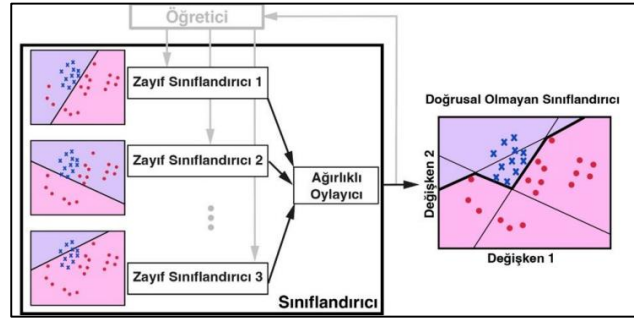 Öğretici
Zayıf Sınıflandırıcı 1
Zayıf Sınıflandırıcı 2
Zayıf Sınıflandırıcı 3
Ağırlıklı
Oylayıcı
Sınıflandırıcı
Doğrusal Olmayan Sınıflandırıcı
Değişken 2
Değişken 1